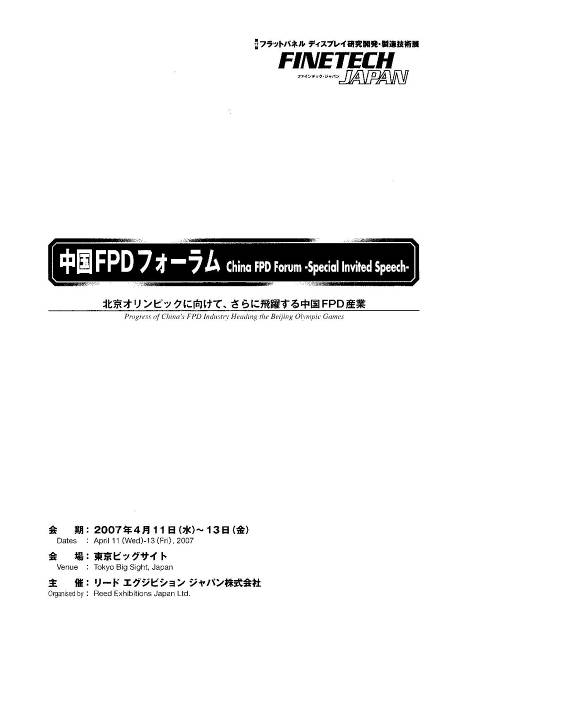 フラットパネル ディスプレイ研究開発・製造技術展
FINETECH
ファインテック・ジャパン JAPAN
中国FPDフォーラム China FPD Forum -Special Invited Speech-
北京オリンピックに向けて、さらに飛躍する中国FPD産業
Progress of China's FPD Industry Heading the Beijing Olympic Games
会 期：2007年4月11日(水)～13日(金)
Dates : April 11 (Wed)-13 (Fri), 2007
会 場：東京ビッグサイト
Venue : Tokyo Big Sight, Japan
主 催：リード エグジビション ジャパン株式会社
Organised by : Reed Exhibitions Japan Ltd.